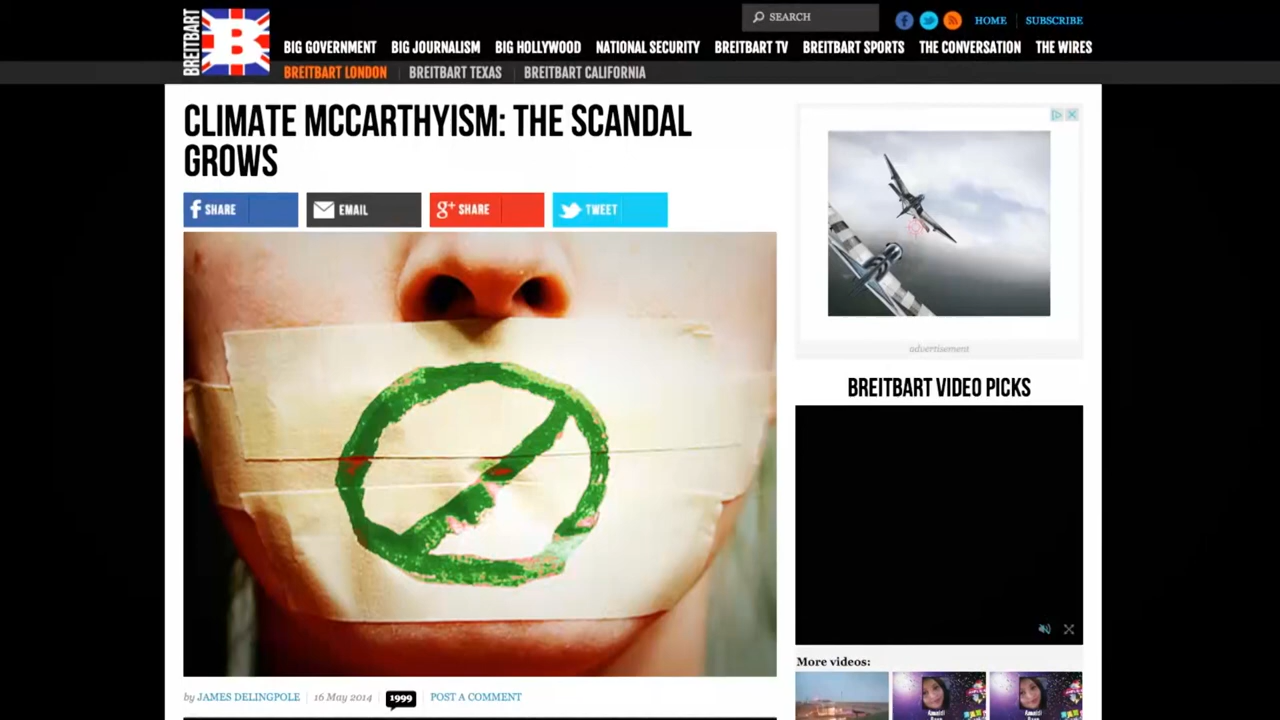 BREITBART
B
SEARCH
HOME
SUBSCRIBE
BIG GOVERNMENT BIG JOURNALISM BIG HOLLYWOOD NATIONAL SECURITY BREITBART TV BREITBART SPORTS THE CONVERSATION THE WIRES
BREITBART LONDON BREITBART TEXAS BREITBART CALIFORNIA
CLIMATE MCCARTHYISM: THE SCANDAL
GROWS
f SHARE
EMAIL
g+ SHARE
TWEET
advertisement
BREITBART VIDEO PICKS
More videos:
by JAMES DELINGPOLE 16 May 2014 1999 POST A COMMENT